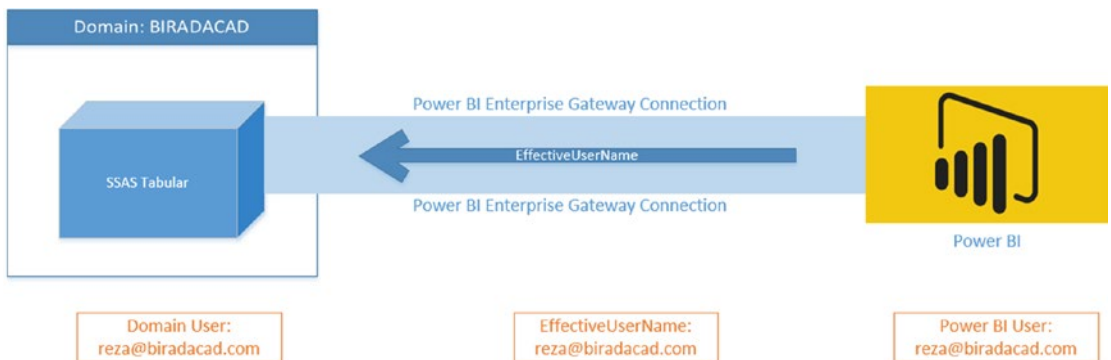 Domain: BIRADACAD
Power BI Enterprise Gateway Connection
EffectiveUserName
SSAS Tabular
Power BI Enterprise Gateway Connection
Power BI
Domain User:
reza@biradacad.com
EffectiveUserName:
reza@biradacad.com
Power BI User:
reza@biradacad.com